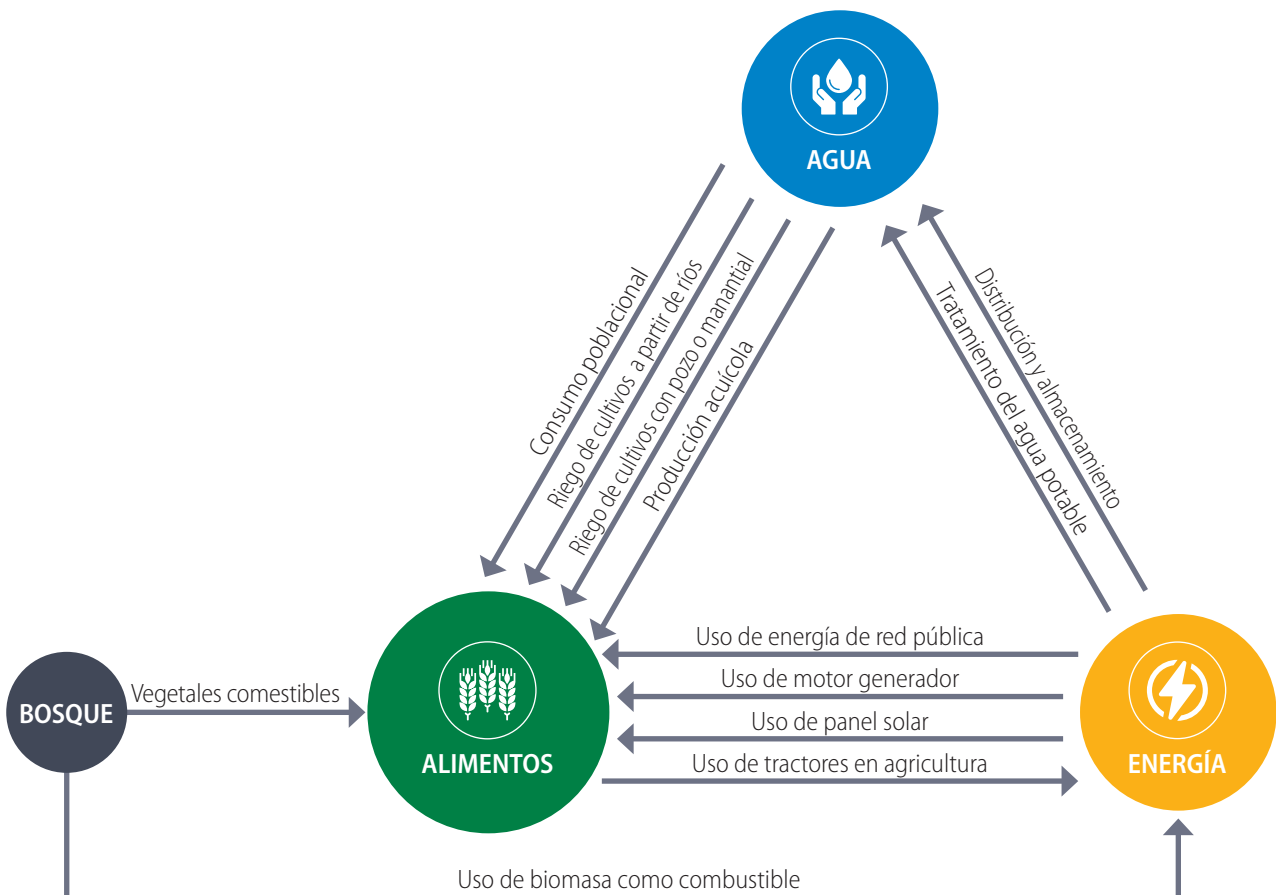 AGUA
Consumo poblacional
Riego de cultivos a partir de ríos
Riego de cultivos con pozo o manantial
Producción acuícola
Tratamiento del agua potable
Distribución y almacenamiento
Uso de energía de red pública
Uso de motor generador
Uso de panel solar
Uso de tractores en agricultura
BOSQUE
Vegetales comestibles
ALIMENTOS
ENERGÍA
Uso de biomasa como combustible